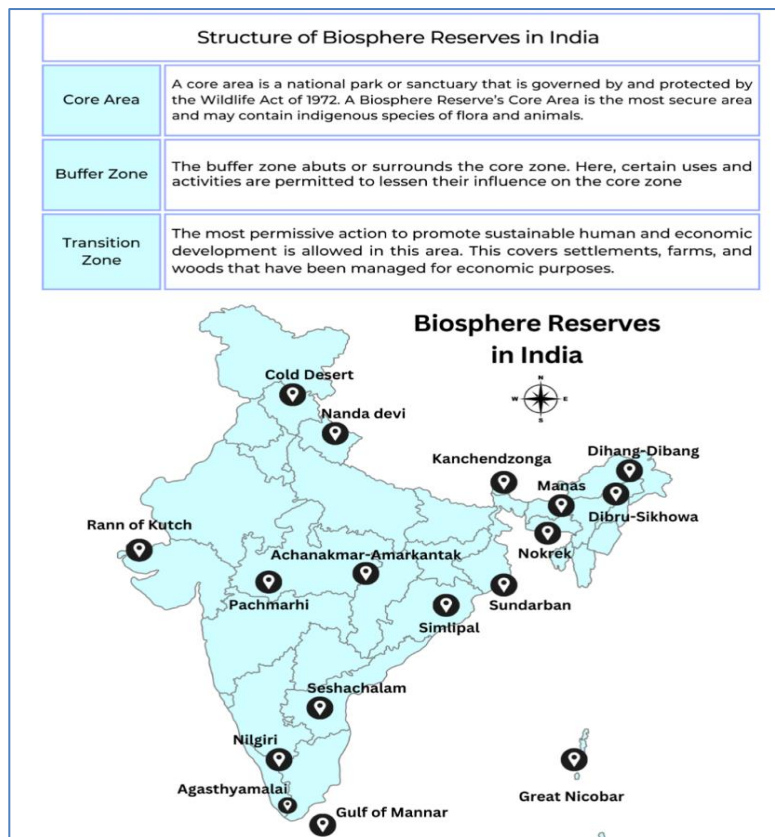 Structure of Biosphere Reserves in India
Core Area
A core area is a national park or sanctuary that is governed by and protected by
the Wildlife Act of 1972. A Biosphere Reserve's Core Area is the most secure area
and may contain indigenous species of flora and animals.
Buffer Zone
The buffer zone abuts or surrounds the core zone. Here, certain uses and
activities are permitted to lessen their influence on the core zone
Transition
Zone
The most permissive action to promote sustainable human and economic
development is allowed in this area. This covers settlements, farms, and
woods that have been managed for economic purposes.
Biosphere Reserves
in India
N
W E
S
Cold Desert
Nanda devi
Kanchendzonga
Dihang-Dibang
Manas
Dibru-Sikhowa
Rann of Kutch
Nokrek
Achanakmar-Amarkantak
Pachmarhi
Sundarban
Simlipal
Seshachalam
Nilgiri
Agasthyamalai
Great Nicobar
Gulf of Mannar